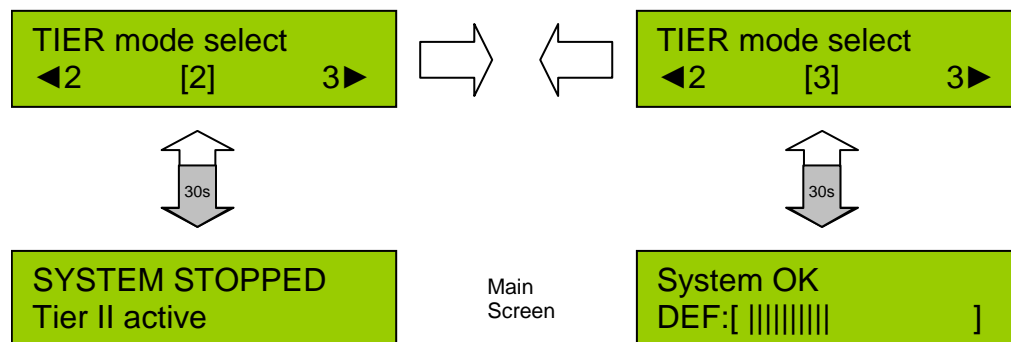 TIER mode select
◄2 [2] 3►
TIER mode select
◄2 [3] 3►
30s
30s
SYSTEM STOPPED
Tier II active
Main
Screen
System OK
DEF:[ |||||||||| ]